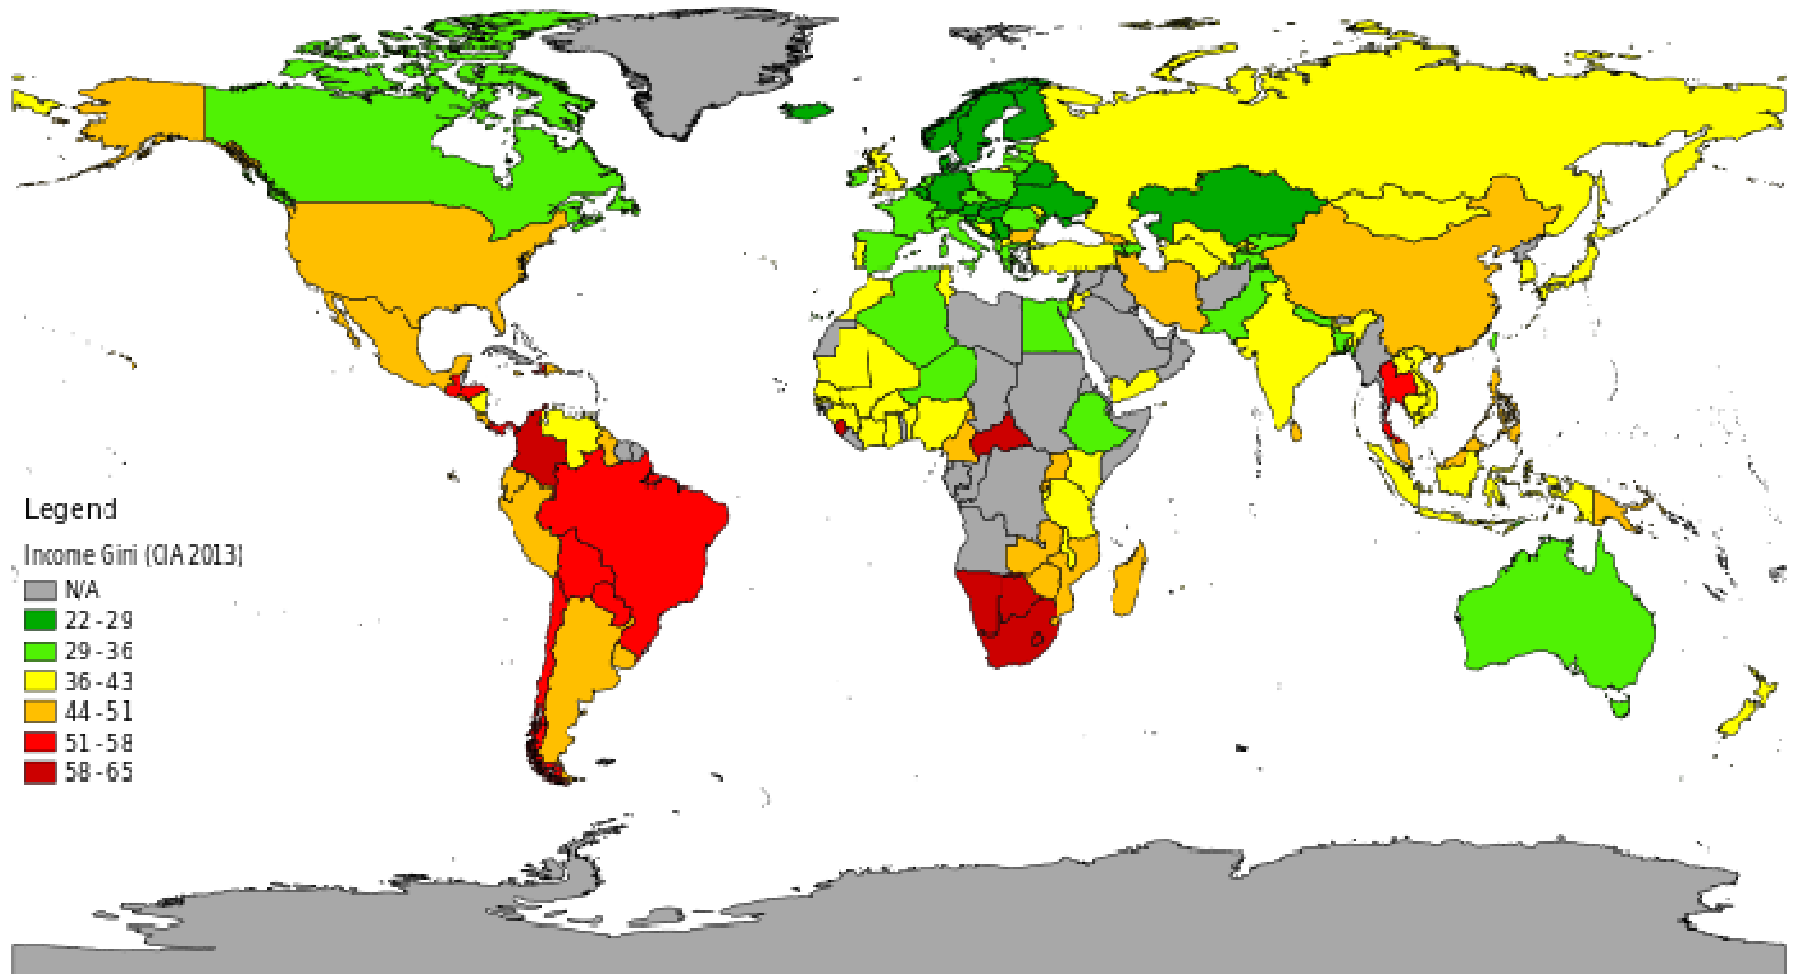 Legend
Income Gini (CIA 2013)
N/A
22 - 29
29 - 36
36 - 43
44 - 51
51 - 58
58 - 65